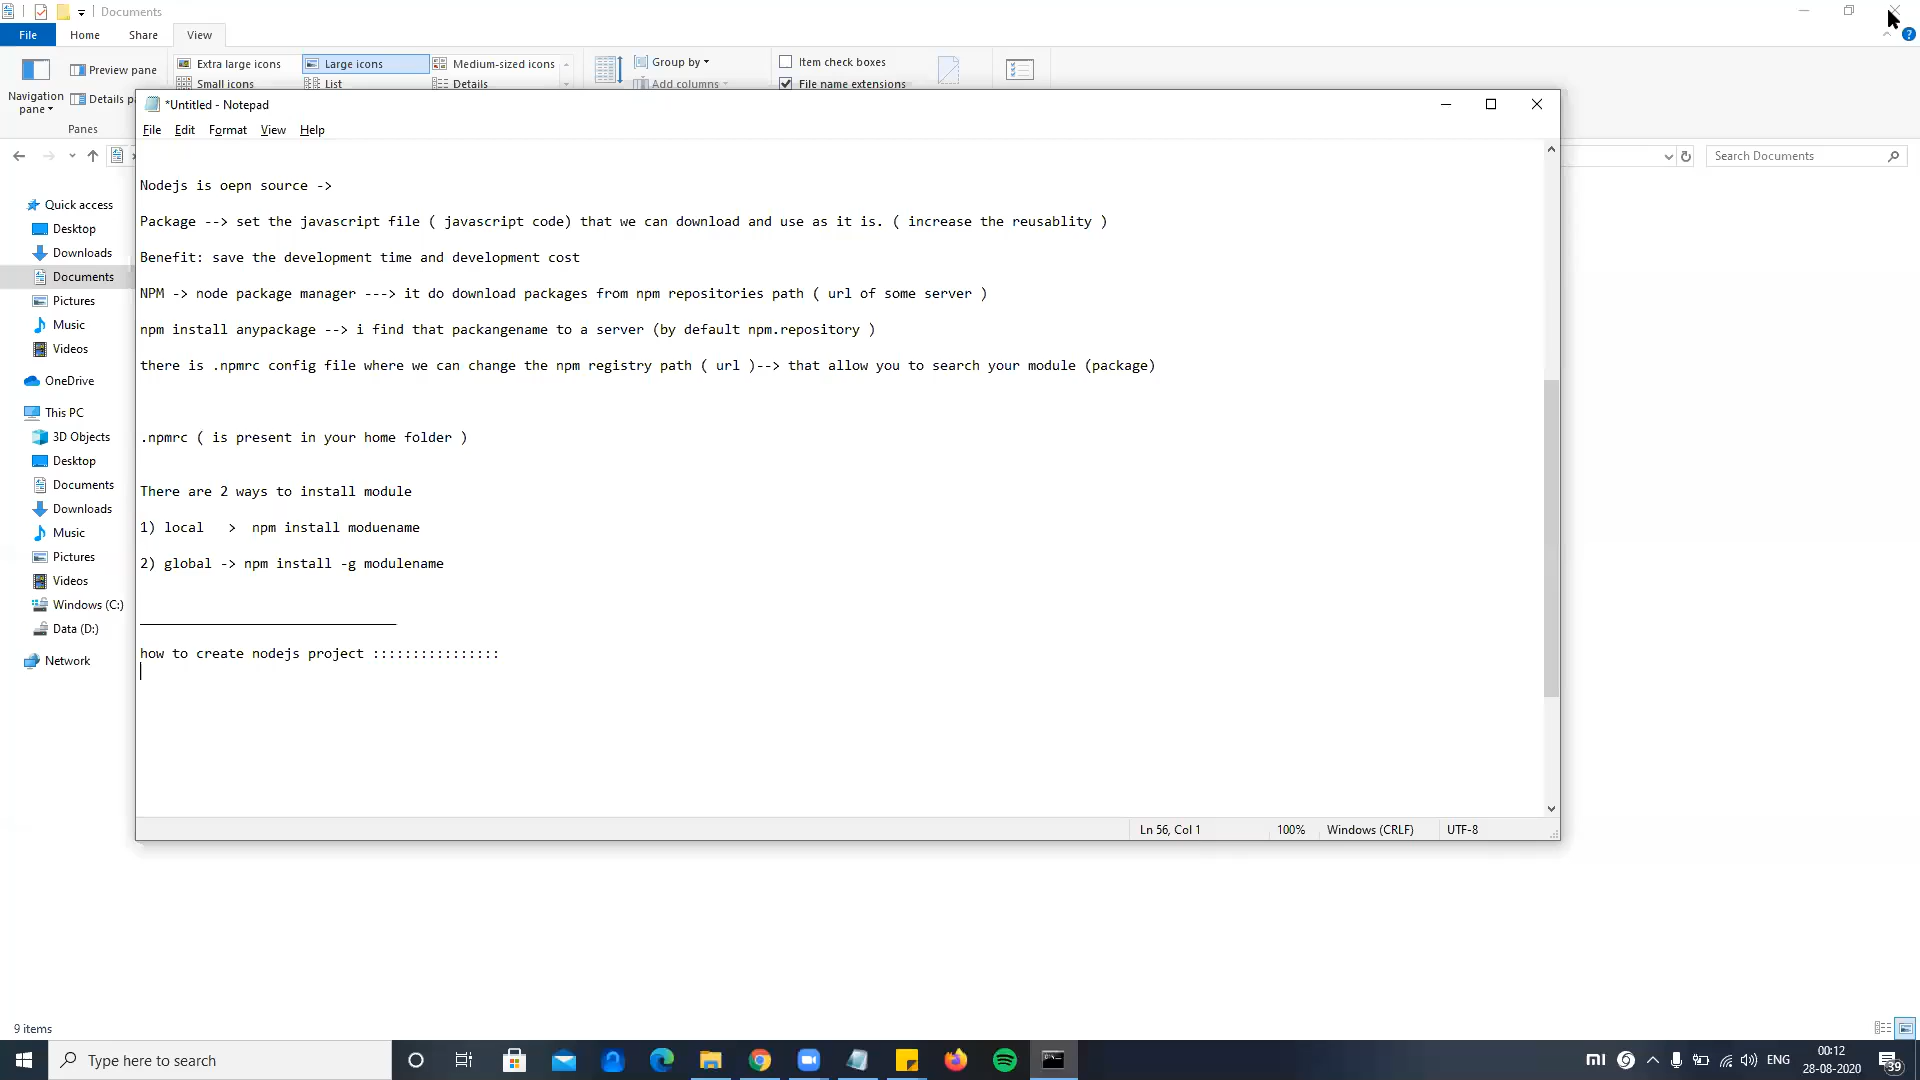 Documents
File Home Share View
Preview pane Extra large icons Large icons Medium-sized icons Group by Item check boxes
Small icons List Details Add columns File name extensions
Navigation pane Details
Panes
*Untitled - Notepad
File Edit Format View Help
Search Documents
Quick access
Desktop
Downloads
Documents
Pictures
Music
Videos
OneDrive
This PC
3D Objects
Desktop
Documents
Downloads
Music
Pictures
Videos
Windows (C:)
Data (D:)
Network
Nodejs is oepn source ->
Package --> set the javascript file ( javascript code) that we can download and use as it is. ( increase the reusablity )
Benefit: save the development time and development cost
NPM -> node package manager ---> it do download packages from npm repositories path ( url of some server )
npm install anypackage --> i find that packangename to a server (by default npm.repository )
there is .npmrc config file where we can change the npm registry path ( url )--> that allow you to search your module (package)
.npmrc ( is present in your home folder )
There are 2 ways to install module
1) local   >  npm install moduename
2) global -> npm install -g modulename
________________________________
how to create nodejs project ::::::::::::::::
Ln 56, Col 1 100% Windows (CRLF) UTF-8
9 items
Type here to search
ENG
00:12
28-08-2020
39